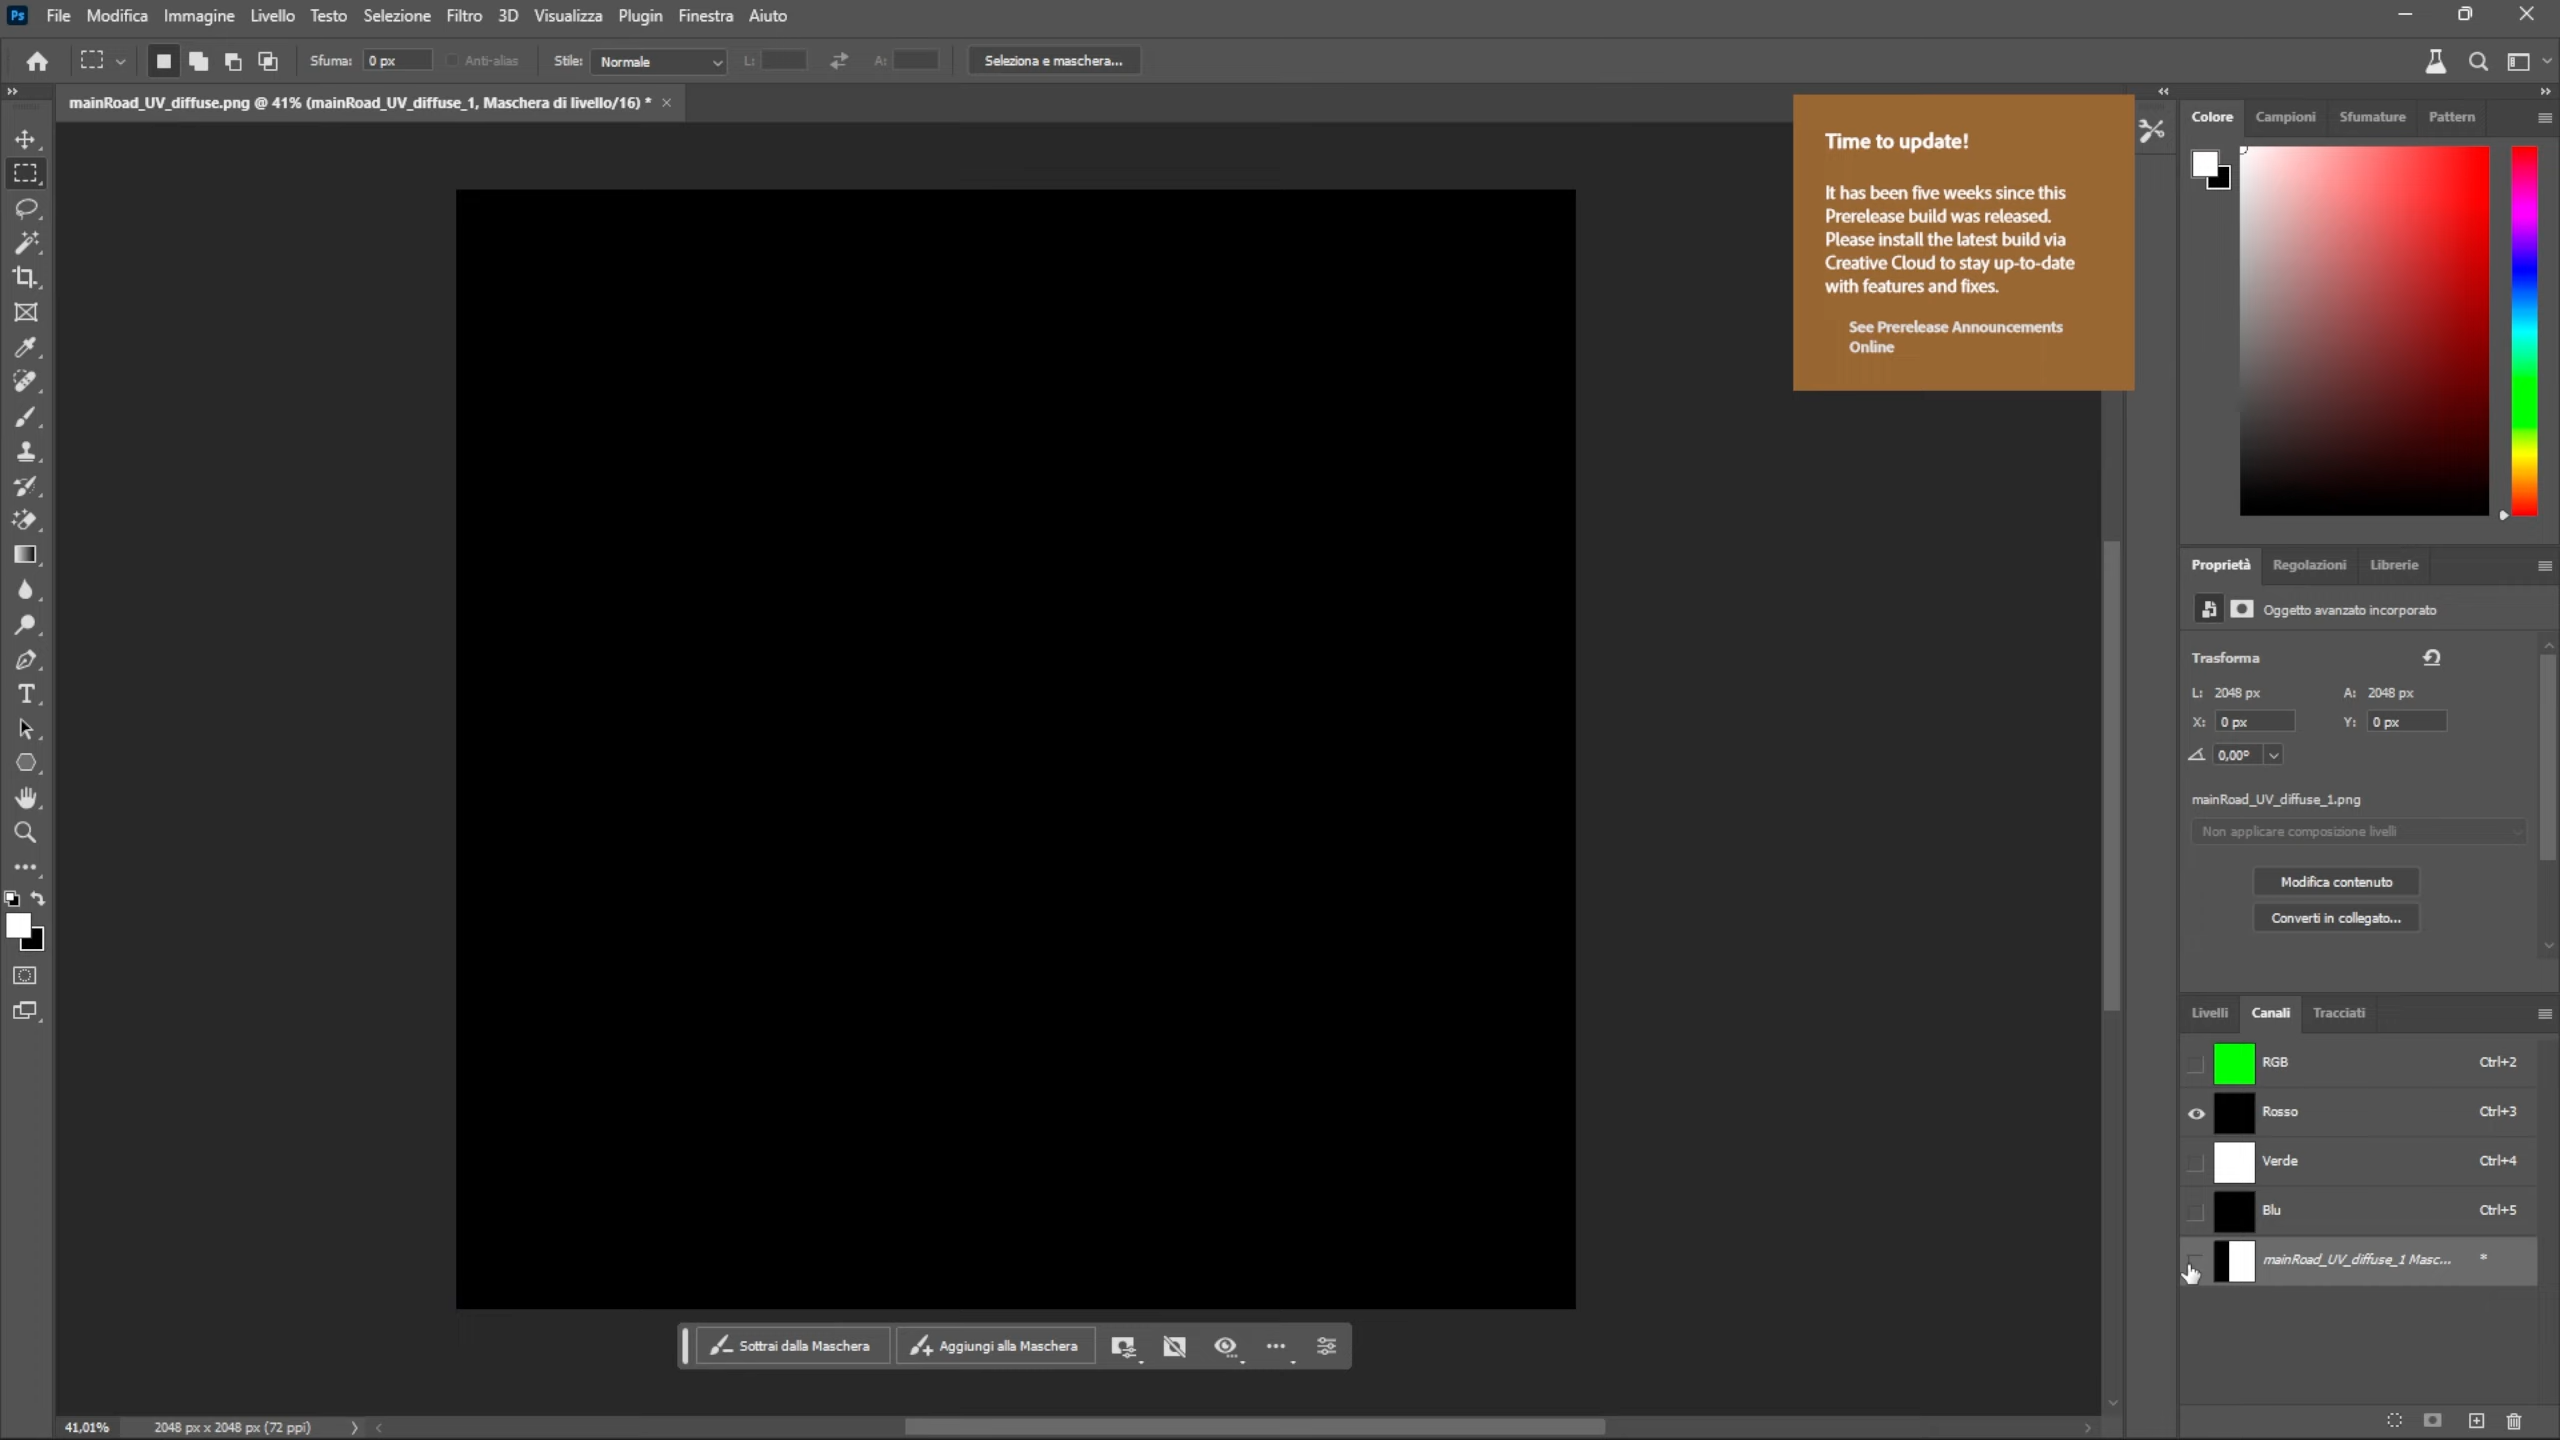 Ps File Modifica Immagine Livello Testo Selezione Filtro 3D Visualizza Plugin Finestra Aiuto
Sfuma: 0 px Anti-alias Stile: Normale L: A: Seleziona e maschera...
mainRoad_UV_diffuse.png @ 41% (mainRoad_UV_diffuse_1, Maschera di livello/16) *
Time to update!
It has been five weeks since this
Prerelease build was released.
Please install the latest build via
Creative Cloud to stay up-to-date
with features and fixes.
See Prerelease Announcements
Online
Colore Campioni Sfumature Pattern
Proprietà Regolazioni Librerie
Oggetto avanzato incorporato
Trasforma
L: 2048 px A: 2048 px
X: 0 px Y: 0 px
0,00°
mainRoad_UV_diffuse_1.png
Non applicare composizione livelli
Modifica contenuto
Converti in collegato...
Livelli Canali Tracciati
RGB Ctrl+2
Rosso Ctrl+3
Verde Ctrl+4
Blu Ctrl+5
mainRoad_UV_diffuse_1 Masc... *
Sottrai dalla Maschera Aggiungi alla Maschera
41,01% 2048 px x 2048 px (72 ppi)